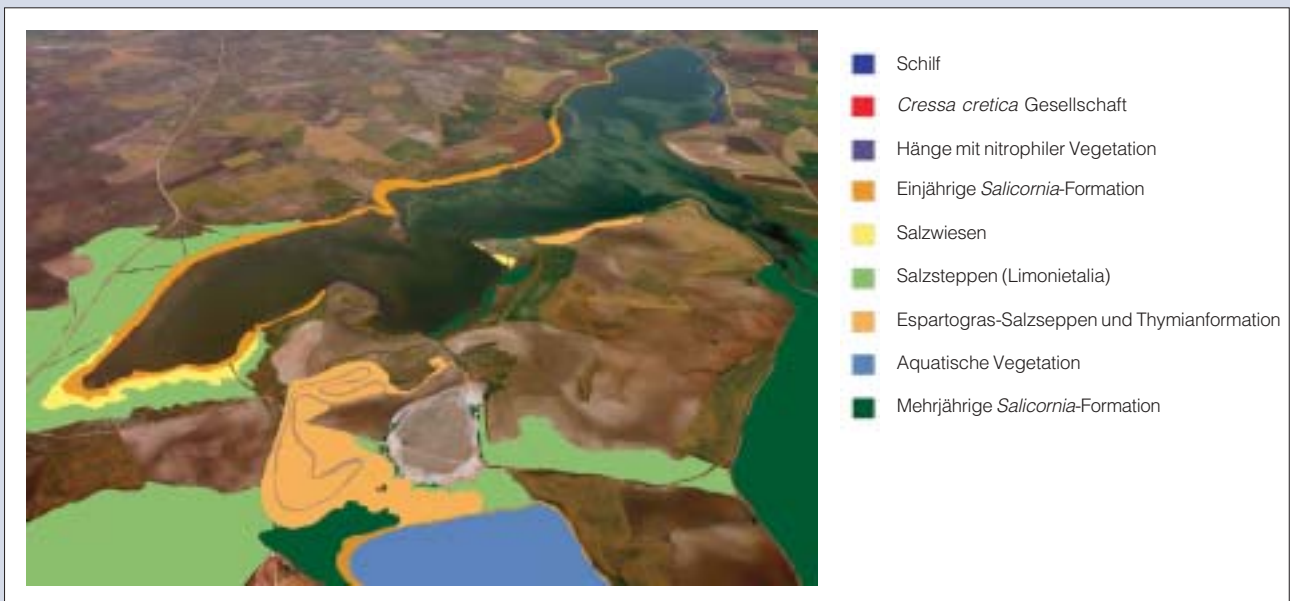 Schilf
Cressa cretica Gesellschaft
Hänge mit nitrophiler Vegetation
Einjährige Salicornia-Formation
Salzwiesen
Salzsteppen (Limonietalia)
Espartogras-Salzseppen und Thymianformation
Aquatische Vegetation
Mehrjährige Salicornia-Formation